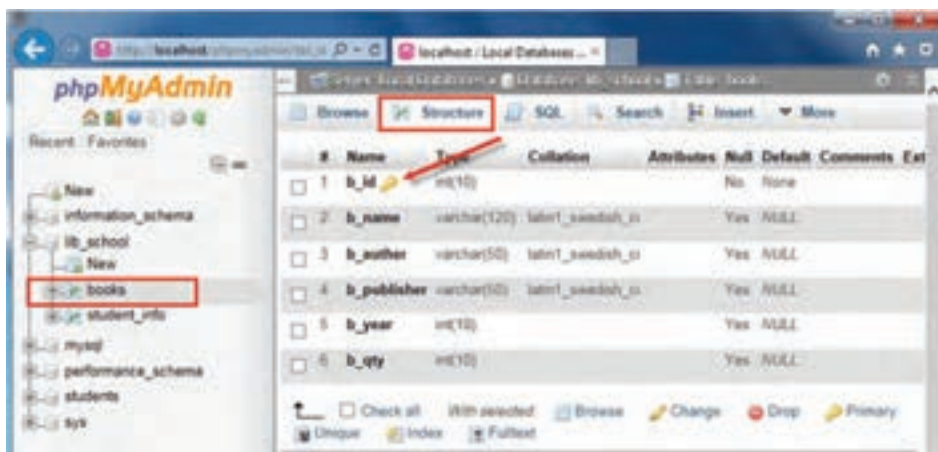 localhost / Local Databases ...
phpMyAdmin
Recent Favorites
New
information_schema
lib_school
New
books
student_info
mysql
performance_schema
students
sys
Browse Structure SQL Search Insert More
# Name Type Collation Attributes Null Default Comments Ext
1 b_id int(10) No None
2 b_name varchar(120) latin1_swedish_ci Yes NULL
3 b_auther varchar(50) latin1_swedish_ci Yes NULL
4 b_publisher varchar(50) latin1_swedish_ci Yes NULL
5 b_year int(10) Yes NULL
6 b_qty int(10) Yes NULL
Check all With selected: Browse Change Drop Primary
Unique Index Fulltext